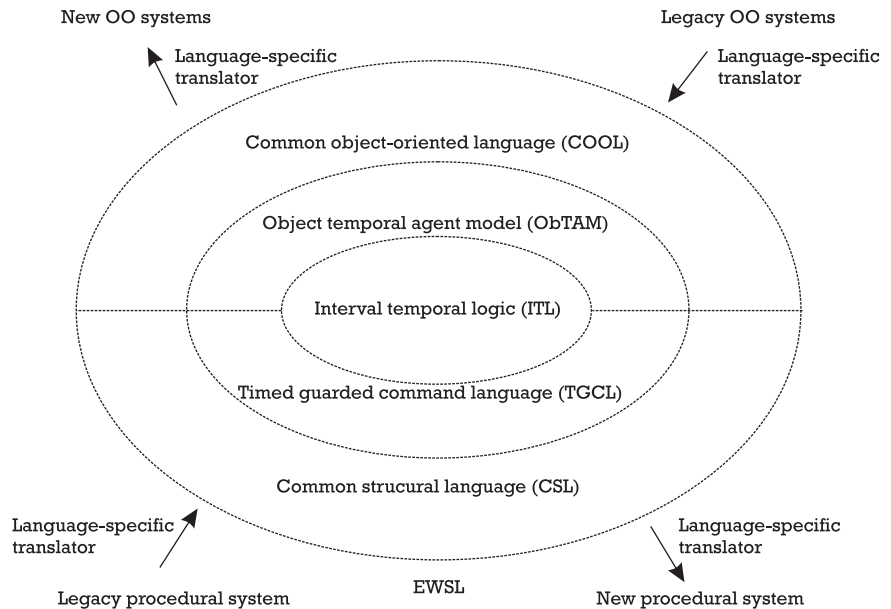 New OO systems
Legacy OO systems
Language-specific
translator
Language-specific
translator
Common object-oriented language (COOL)
Object temporal agent model (ObTAM)
Interval temporal logic (ITL)
Timed guarded command language (TGCL)
Common strucural language (CSL)
Language-specific
translator
Language-specific
translator
EWSL
Legacy procedural system
New procedural system